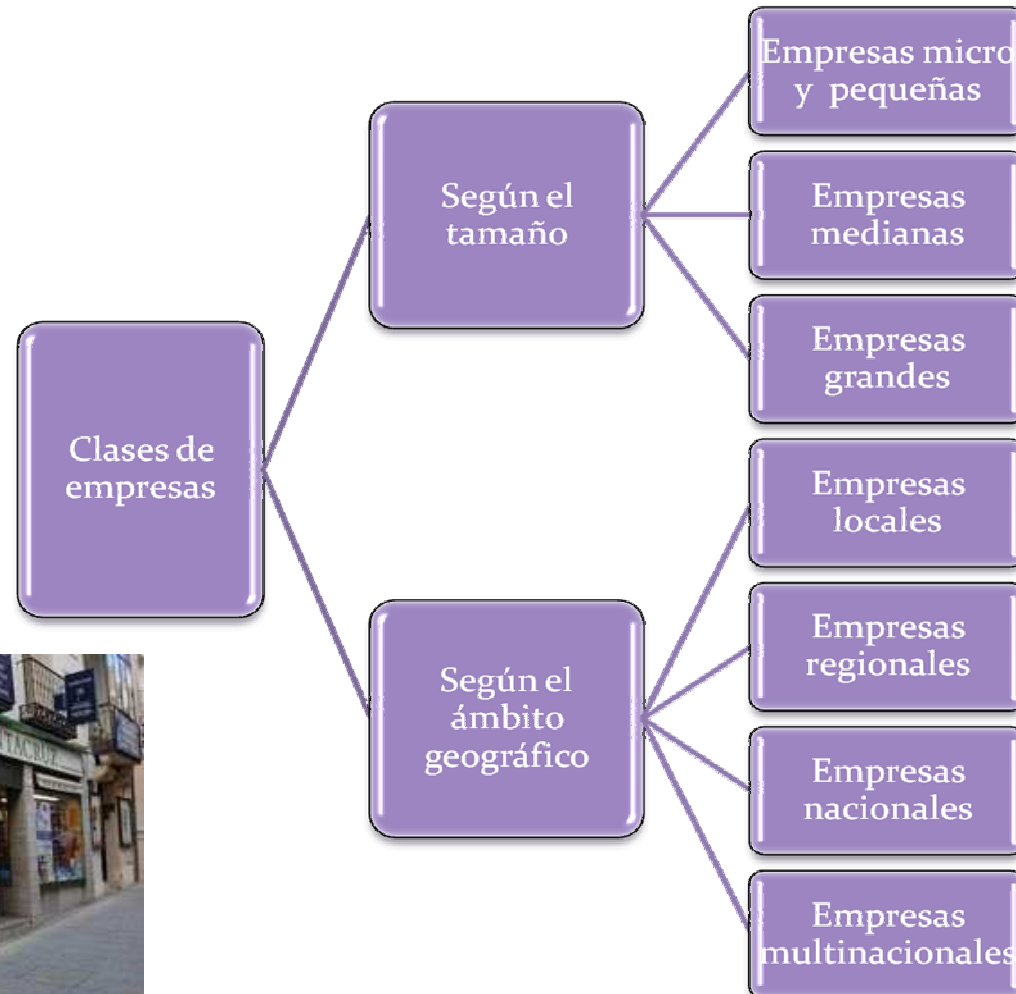 Clases de
empresas
Según el
tamaño
Empresas micro
y pequeñas
Empresas
medianas
Empresas
grandes
Según el
ámbito
geográfico
Empresas
locales
Empresas
regionales
Empresas
nacionales
Empresas
multinacionales
TACRUZ